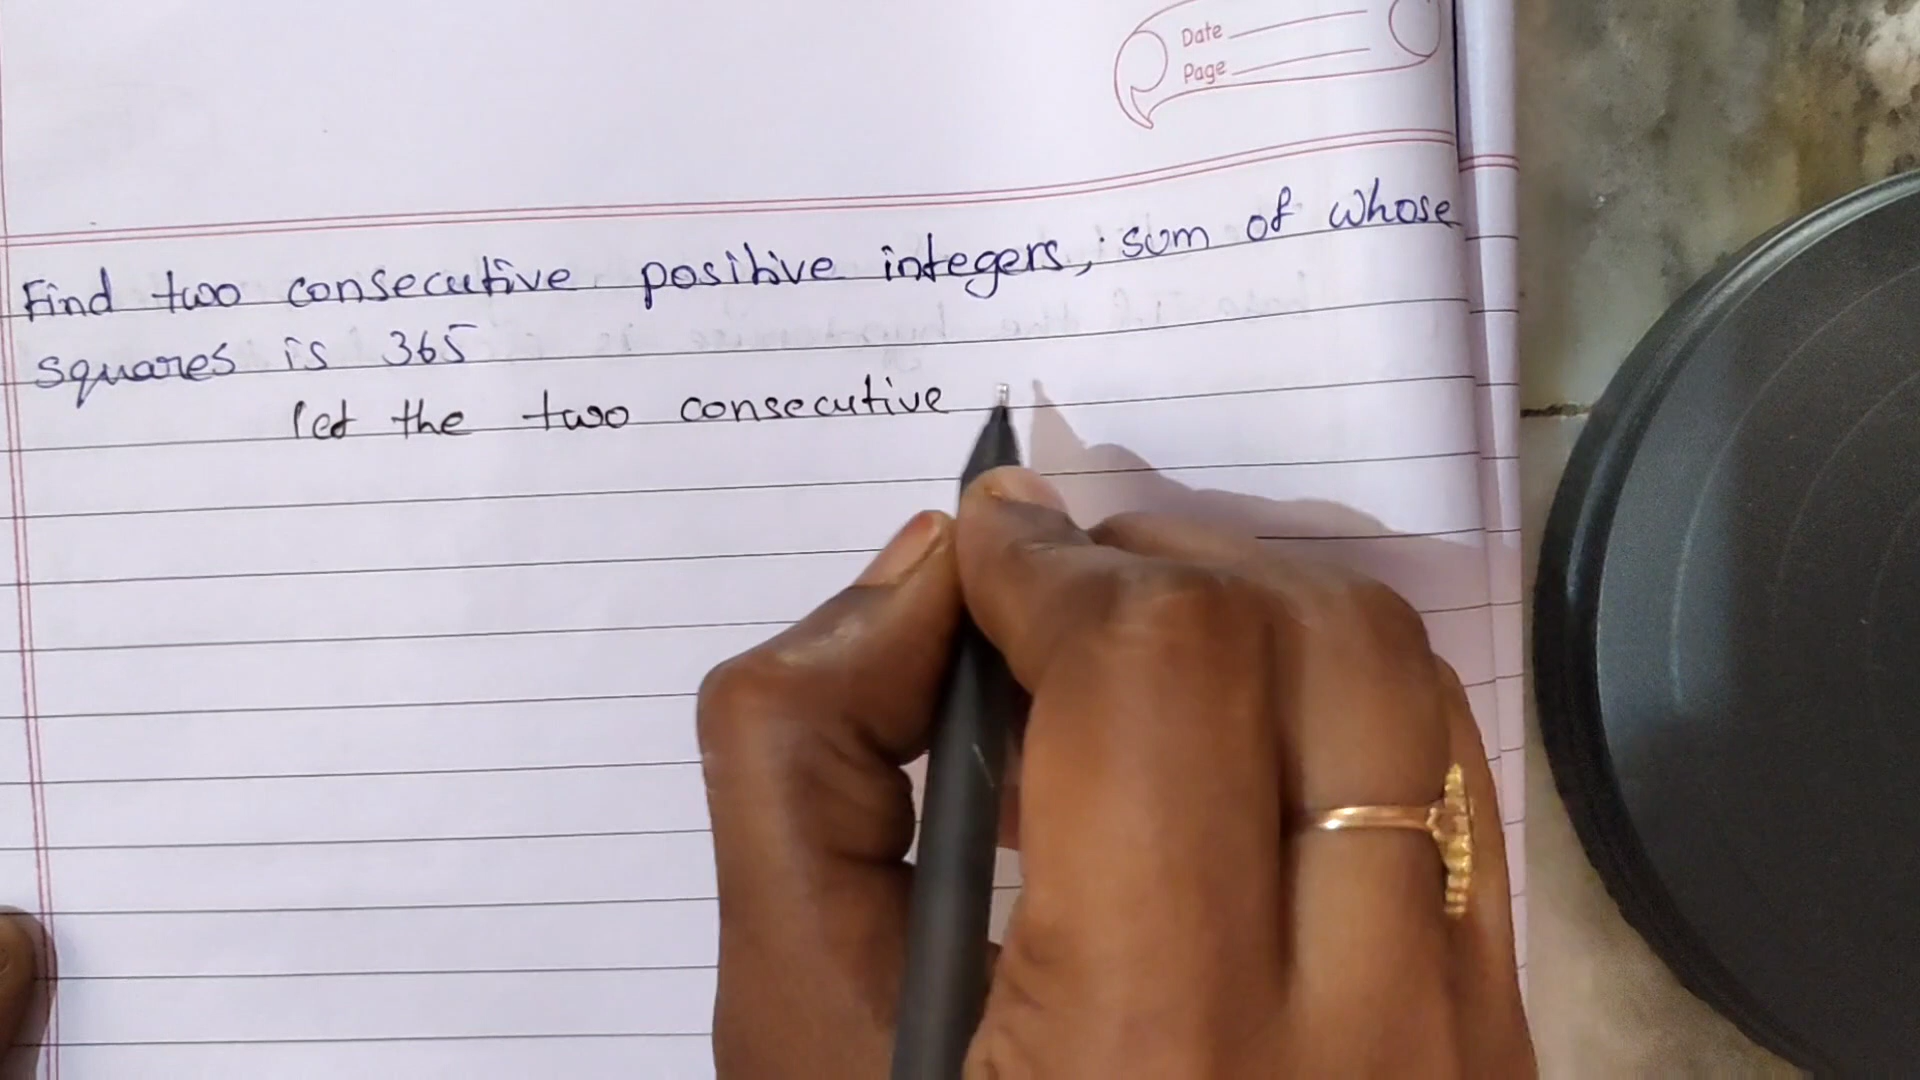 Date
Page
Find two consecutive positive integers, sum of whose
squares is 365
let the two consecutive